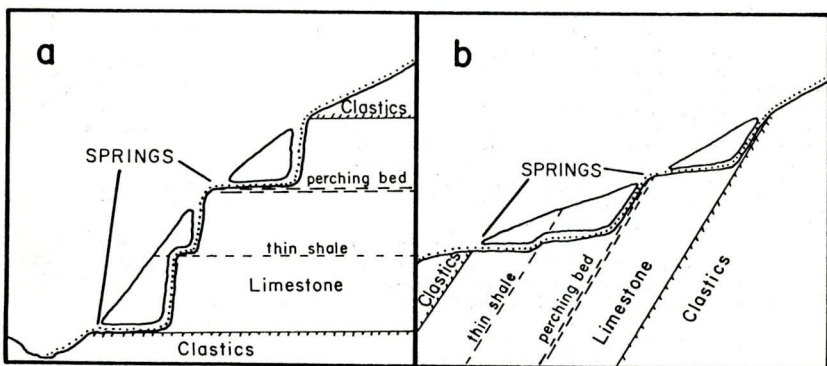 a
Clastics
SPRINGS
perching bed
thin shale
Limestone
Clastics
b
SPRINGS
Clastics
thin shale
perching bed
Limestone
Clastics